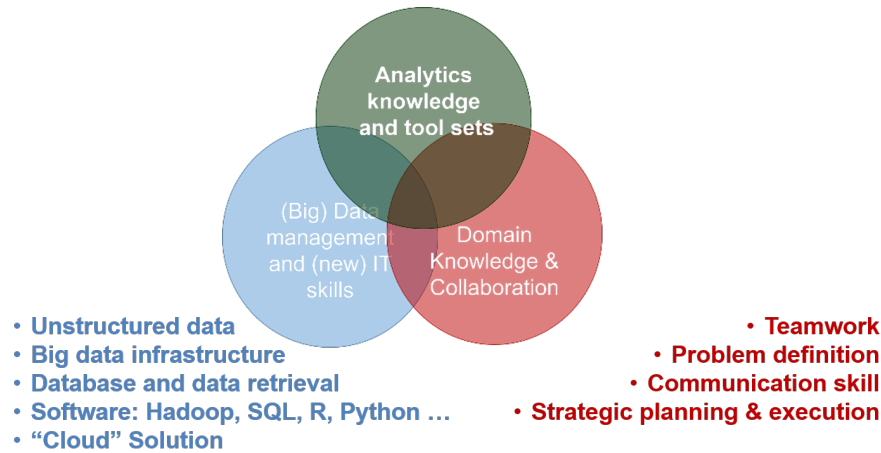 Analytics
knowledge
and tool sets
(Big) Data
management
and (new) IT
skills
Domain
Knowledge &
Collaboration
• Unstructured data
• Big data infrastructure
• Database and data retrieval
• Software: Hadoop, SQL, R, Python …
• “Cloud” Solution
• Teamwork
• Problem definition
• Communication skill
• Strategic planning & execution